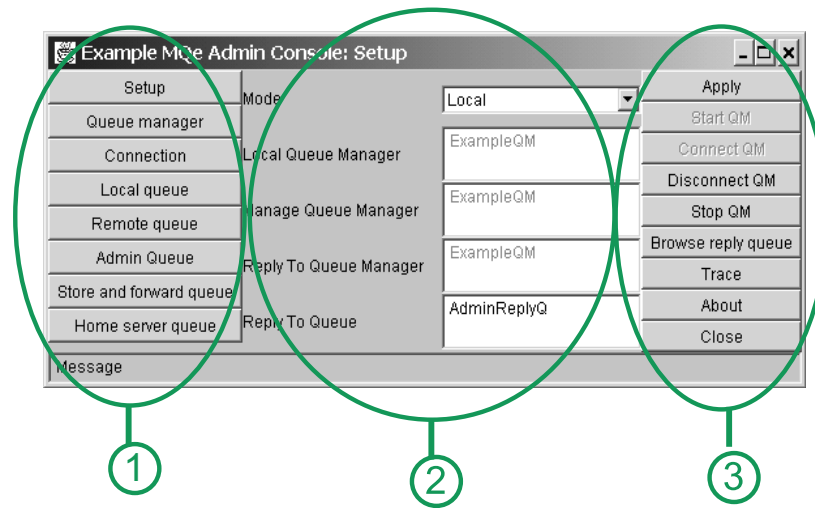 Example MQe Admin Console: Setup
Setup
Queue manager
Connection
Local queue
Remote queue
Admin Queue
Store and forward queue
Home server queue
Mode
Local
Local Queue Manager
ExampleQM
Manage Queue Manager
ExampleQM
Reply To Queue Manager
ExampleQM
Reply To Queue
AdminReplyQ
Apply
Start QM
Connect QM
Disconnect QM
Stop QM
Browse reply queue
Trace
About
Close
Message
1
2
3